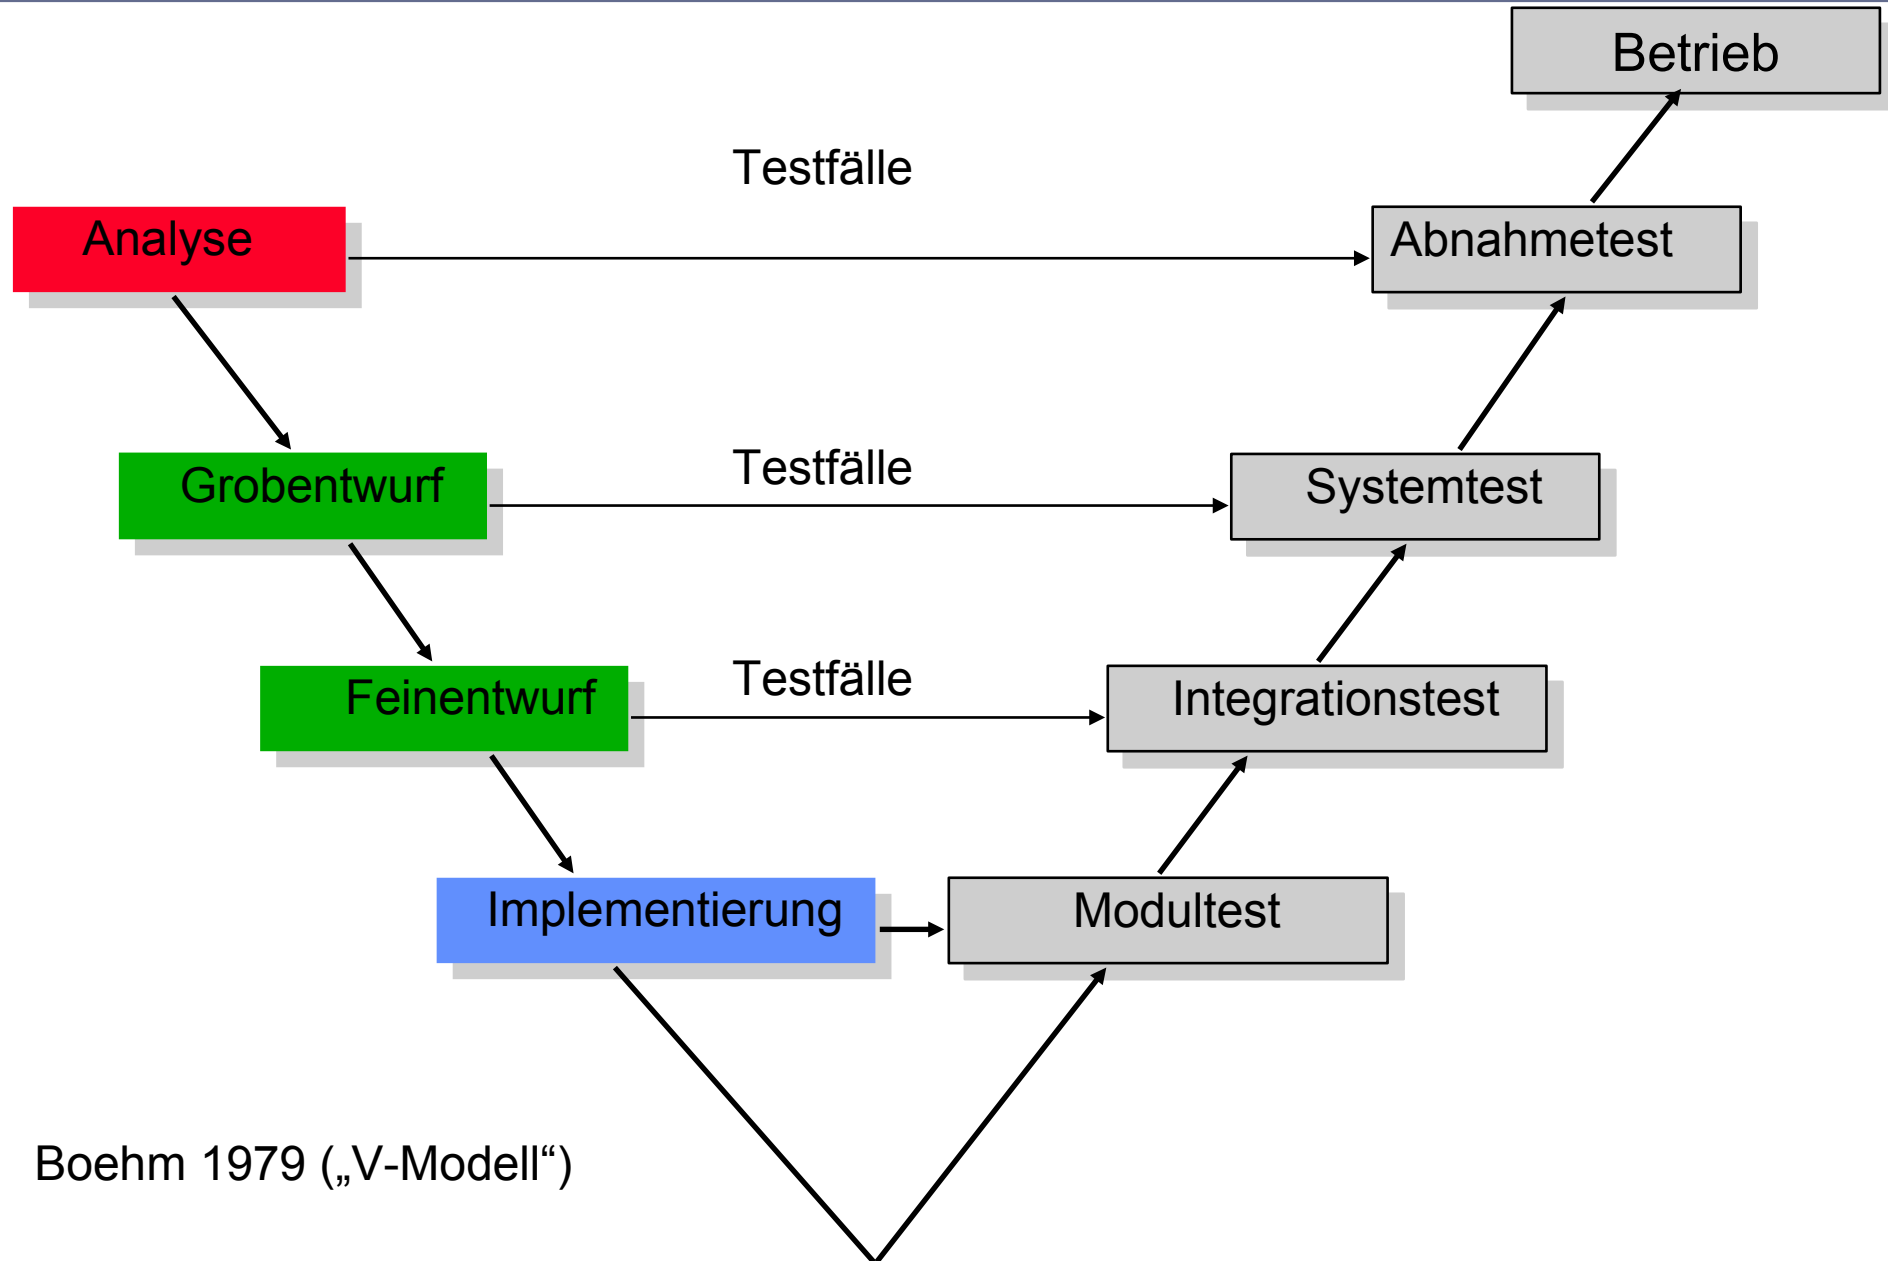 Betrieb
Testfälle
Analyse
Abnahmetest
Testfälle
Grobentwurf
Systemtest
Testfälle
Feinentwurf
Integrationstest
Implementierung
Modultest
Boehm 1979 („V-Modell“)